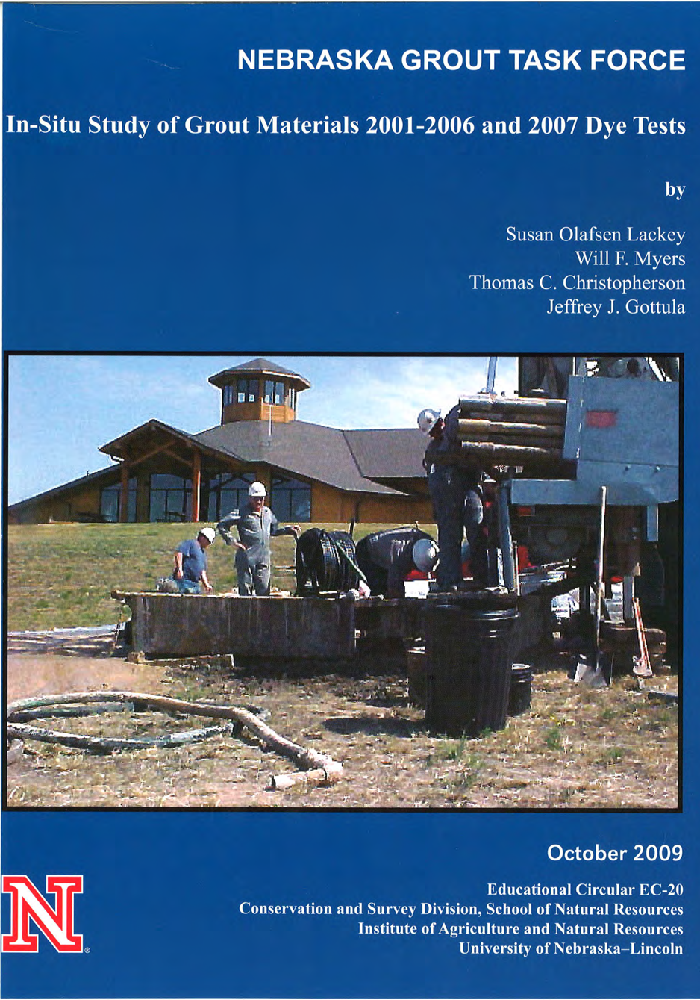 NEBRASKA GROUT TASK FORCE
In-Situ Study of Grout Materials 2001-2006 and 2007 Dye Tests
by
Susan Olafsen Lackey
Will F. Myers
Thomas C. Christopherson
Jeffrey J. Gottula
October 2009
Educational Circular EC-20
Conservation and Survey Division, School of Natural Resources
Institute of Agriculture and Natural Resources
University of Nebraska–Lincoln
N®